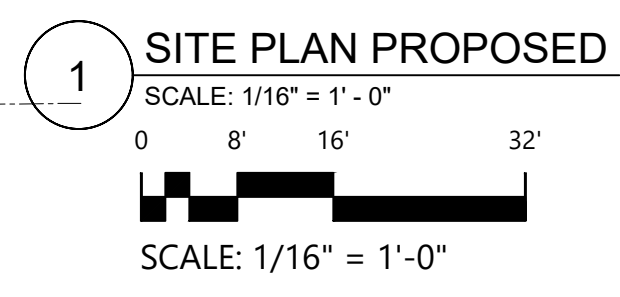 1
SITE PLAN PROPOSED
SCALE: 1/16" = 1' - 0"
0 8' 16' 32'
SCALE: 1/16" = 1'-0"